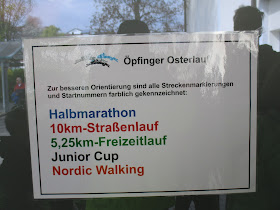 Öpfinger Osterlauf
Zur besseren Orientierung sind alle Streckenmarkierungen
und Startnummern farblich gekennzeichnet:
Halbmarathon
10km-Straßenlauf
5,25km-Freizeitlauf
Junior Cup
Nordic Walking